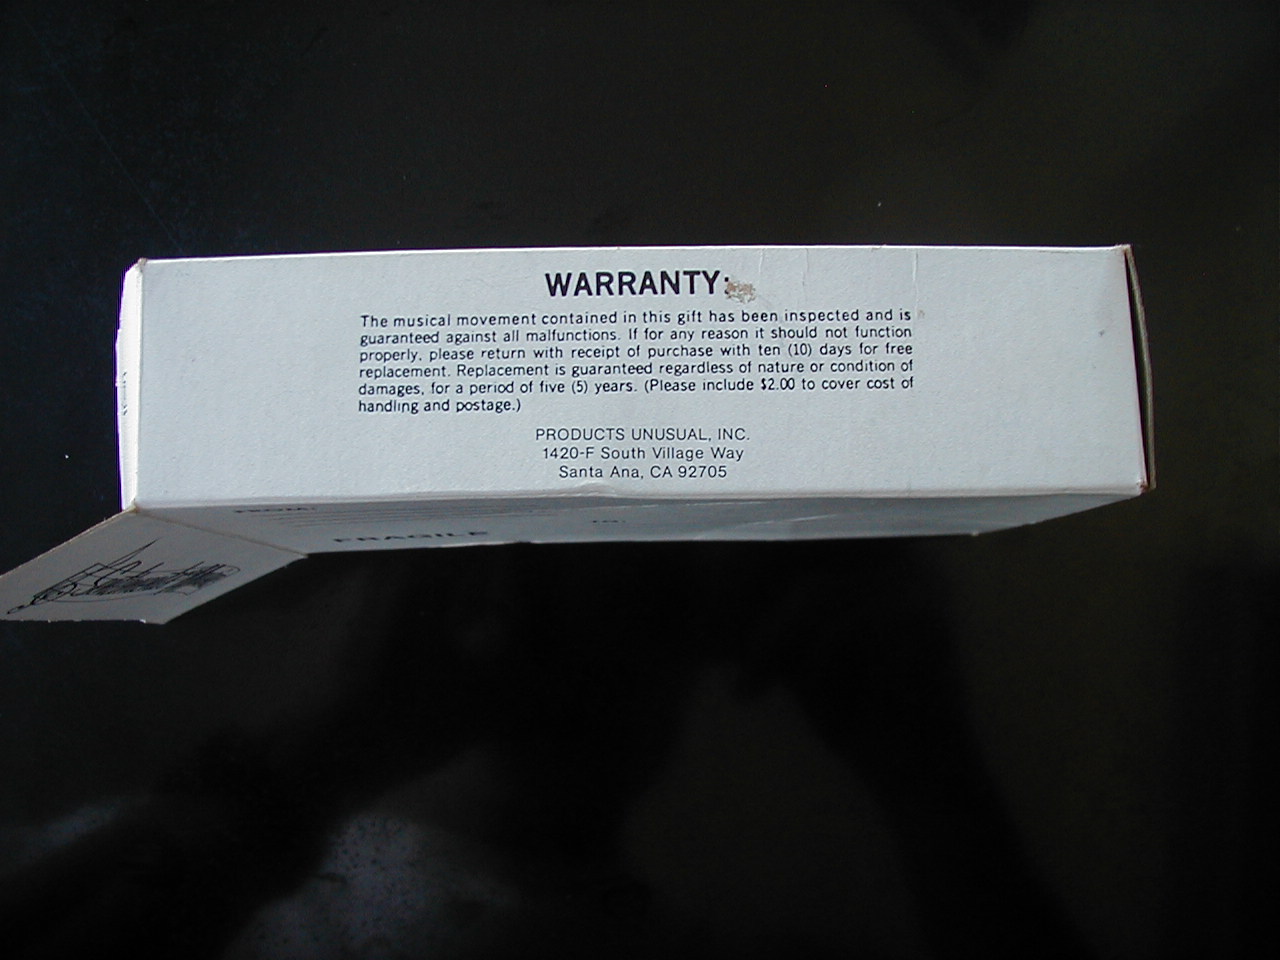 WARRANTY:
The musical movement contained in this gift has been inspected and is
guaranteed against all malfunctions. If for any reason it should not function
properly, please return with receipt of purchase with ten (10) days for free
replacement. Replacement is guaranteed regardless of nature or condition of
damages, for a period of five (5) years. (Please include $2.00 to cover cost of
handling and postage.)
PRODUCTS UNUSUAL, INC.
1420-F South Village Way
Santa Ana, CA 92705
FROM:
TO:
FRAGILE